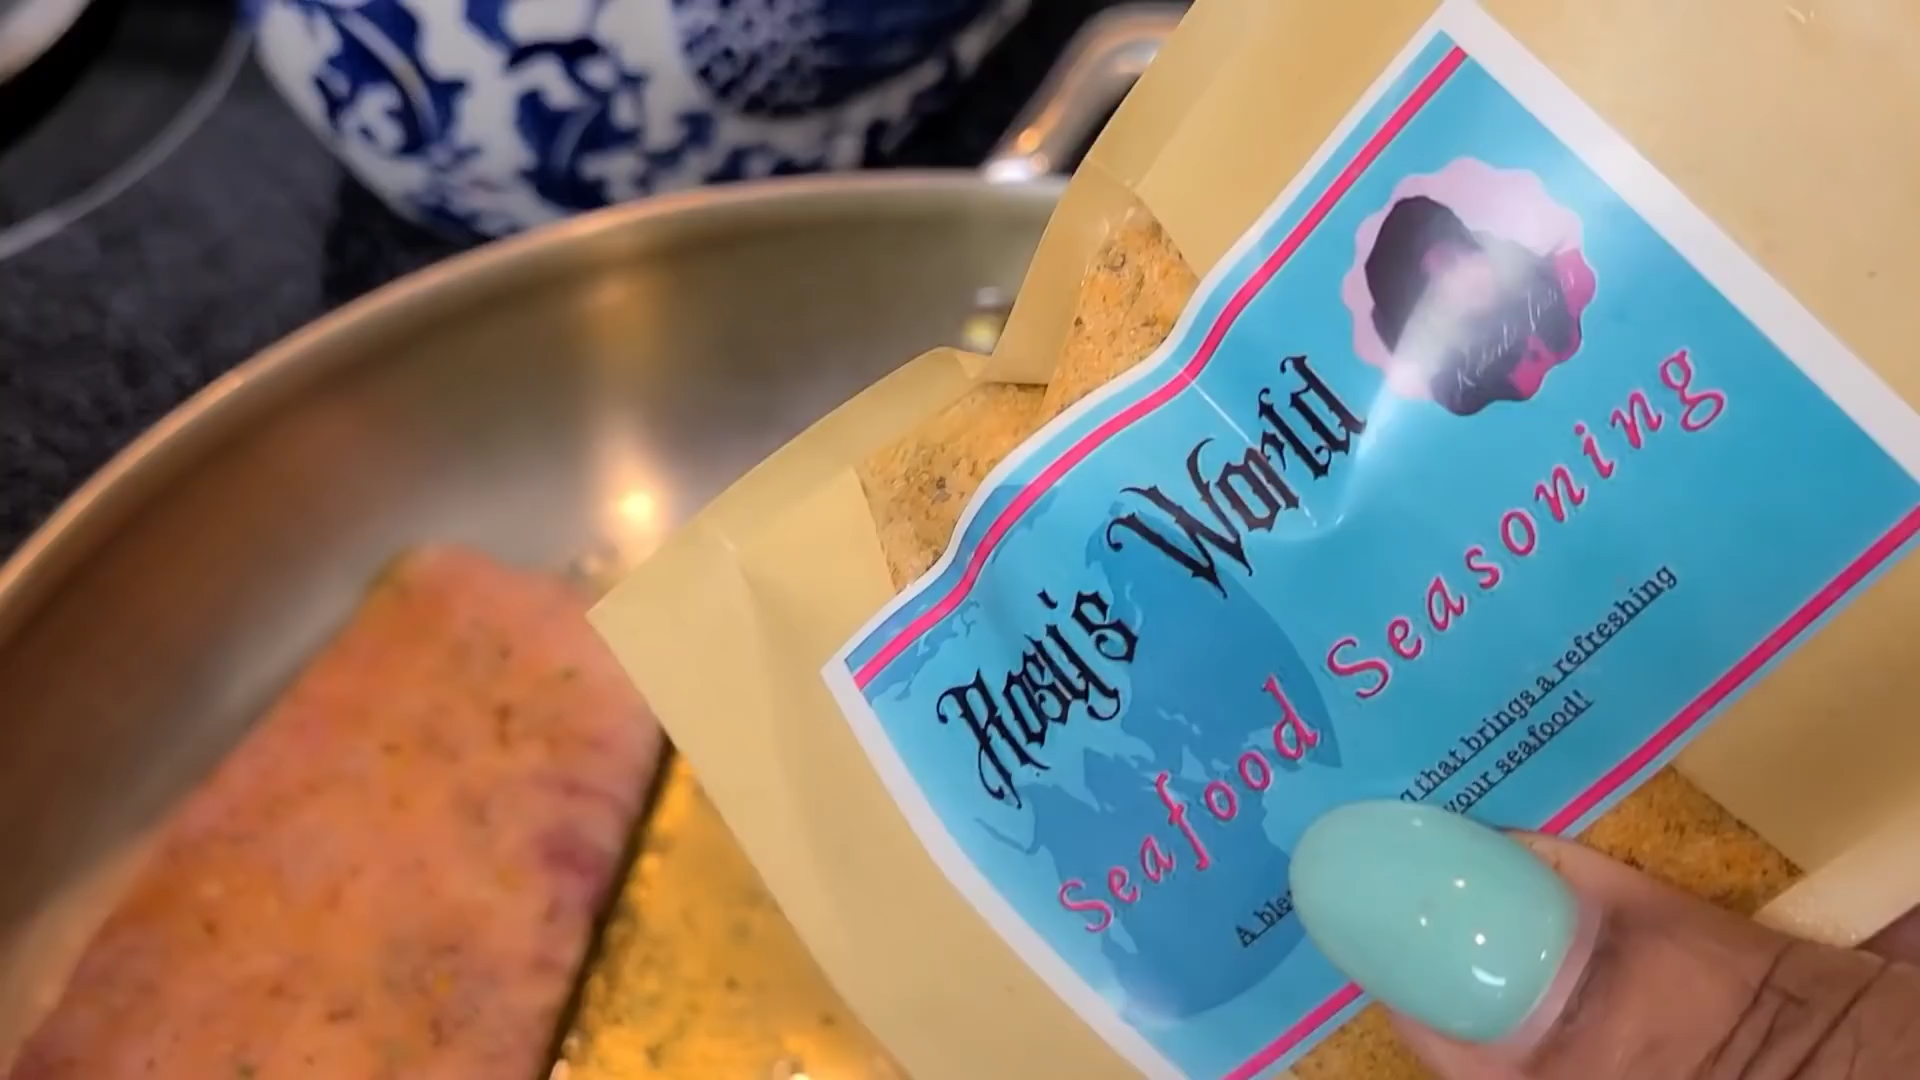 Rosy's World
Seafood Seasoning
A
that brings a refreshing
your seafood!